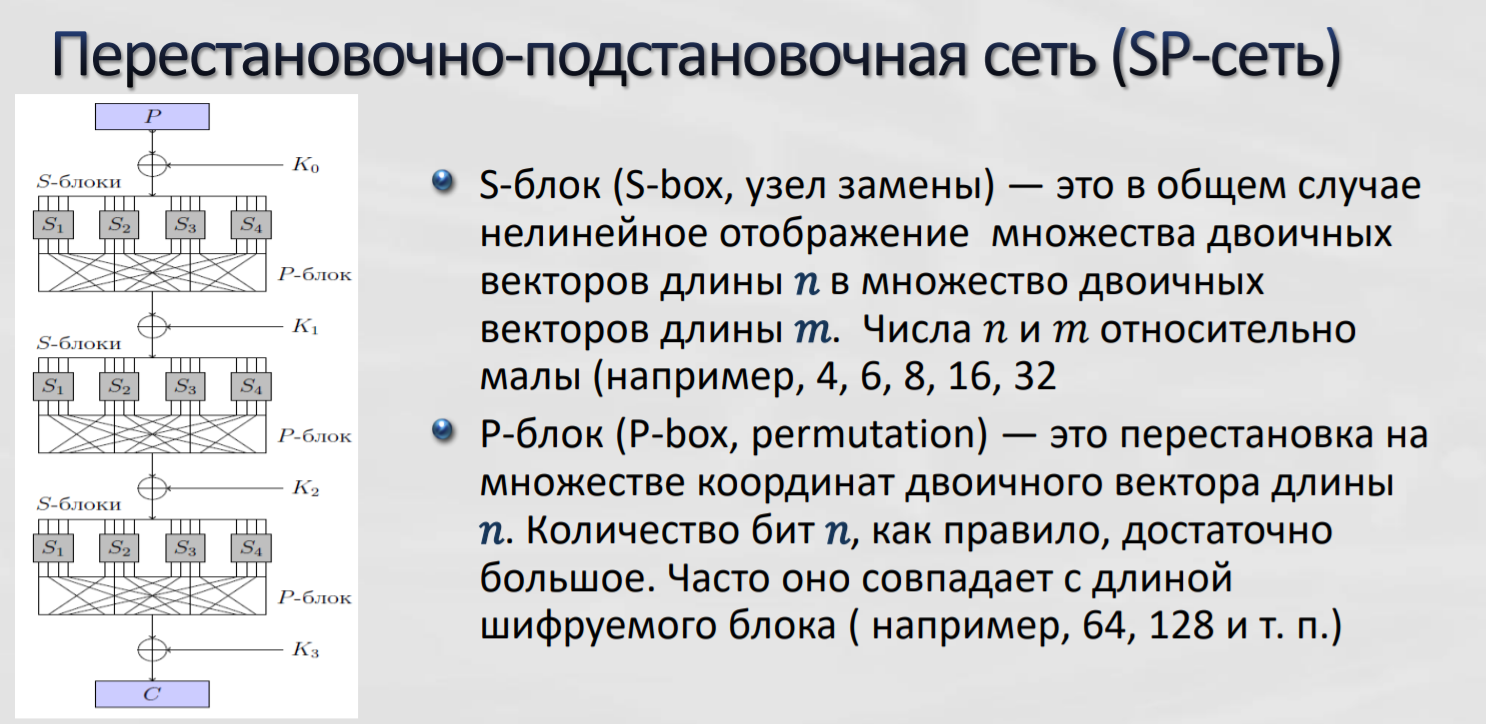 Перестановочно-подстановочная сеть (SP-сеть)
P
K₀
S-блоки
S₁ S₂ S₃ S₄
P-блок
K₁
S-блоки
S₁ S₂ S₃ S₄
P-блок
K₂
S-блоки
S₁ S₂ S₃ S₄
P-блок
K₃
C
S-блок (S-box, узел замены) — это в общем случае
нелинейное отображение множества двоичных
векторов длины n в множество двоичных
векторов длины m. Числа n и m относительно
малы (например, 4, 6, 8, 16, 32
P-блок (P-box, permutation) — это перестановка на
множестве координат двоичного вектора длины
n. Количество бит n, как правило, достаточно
большое. Часто оно совпадает с длиной
шифруемого блока ( например, 64, 128 и т. п.)